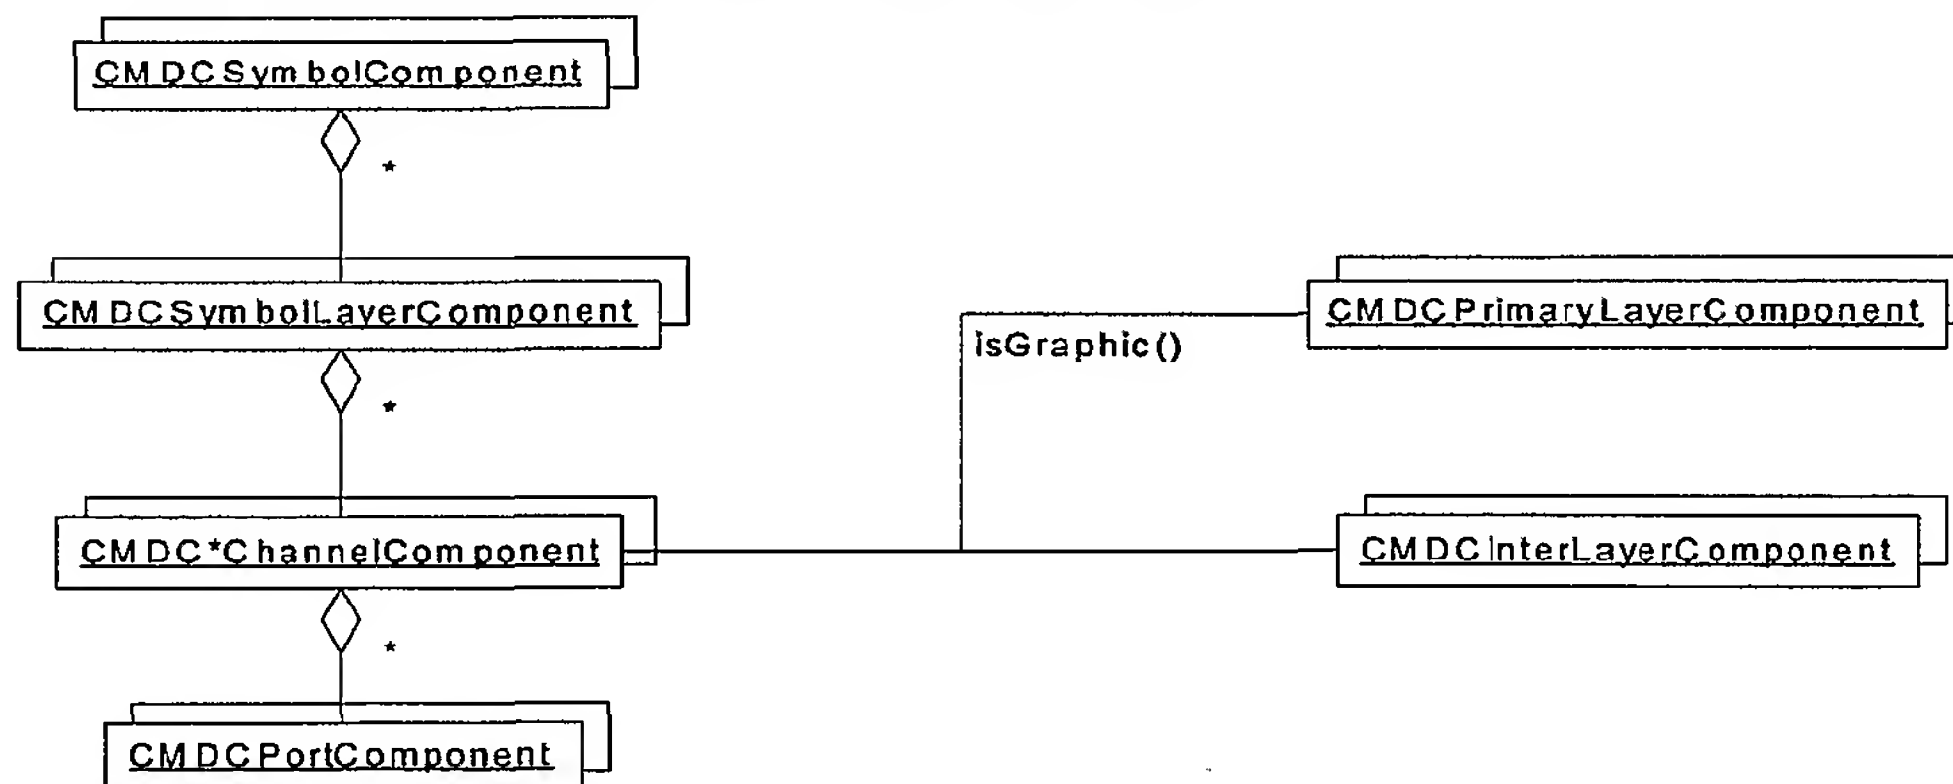 CMDCSymbolComponent
*
CMDCSymbolLayerComponent
CMDCPrimaryLayerComponent
isGraphic()
*
CMDC*ChannelComponent
CMDCInterLayerComponent
*
CMDCPortComponent